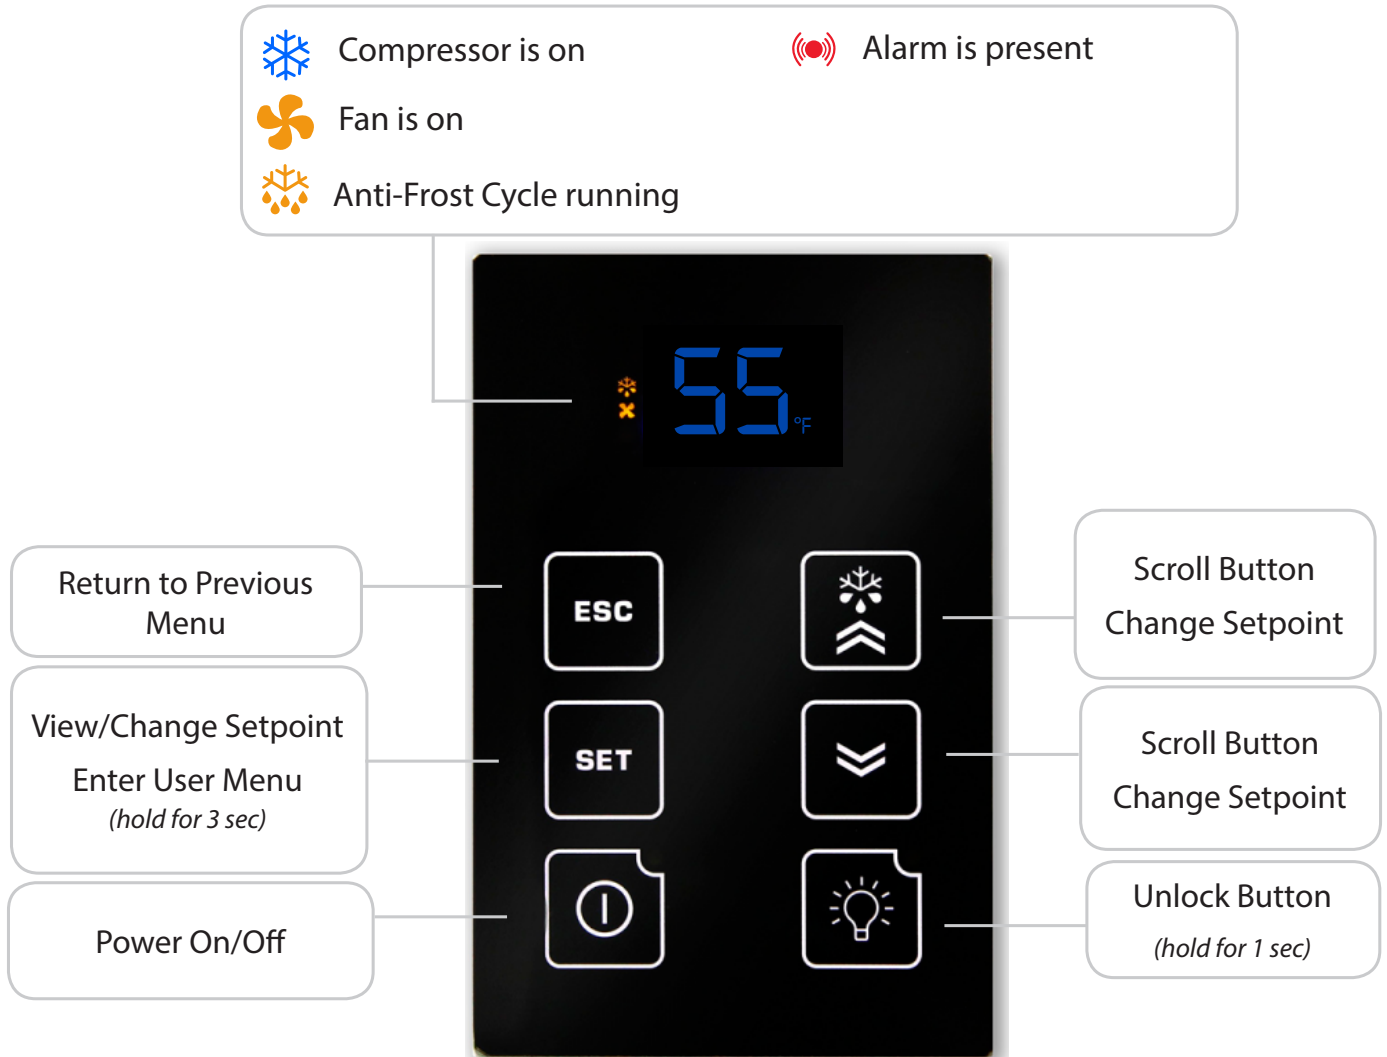 Compressor is on
Alarm is present
Fan is on
Anti-Frost Cycle running
55 °F
Return to Previous
Menu
ESC
Scroll Button
Change Setpoint
View/Change Setpoint
Enter User Menu
(hold for 3 sec)
SET
Scroll Button
Change Setpoint
Power On/Off
Unlock Button
(hold for 1 sec)